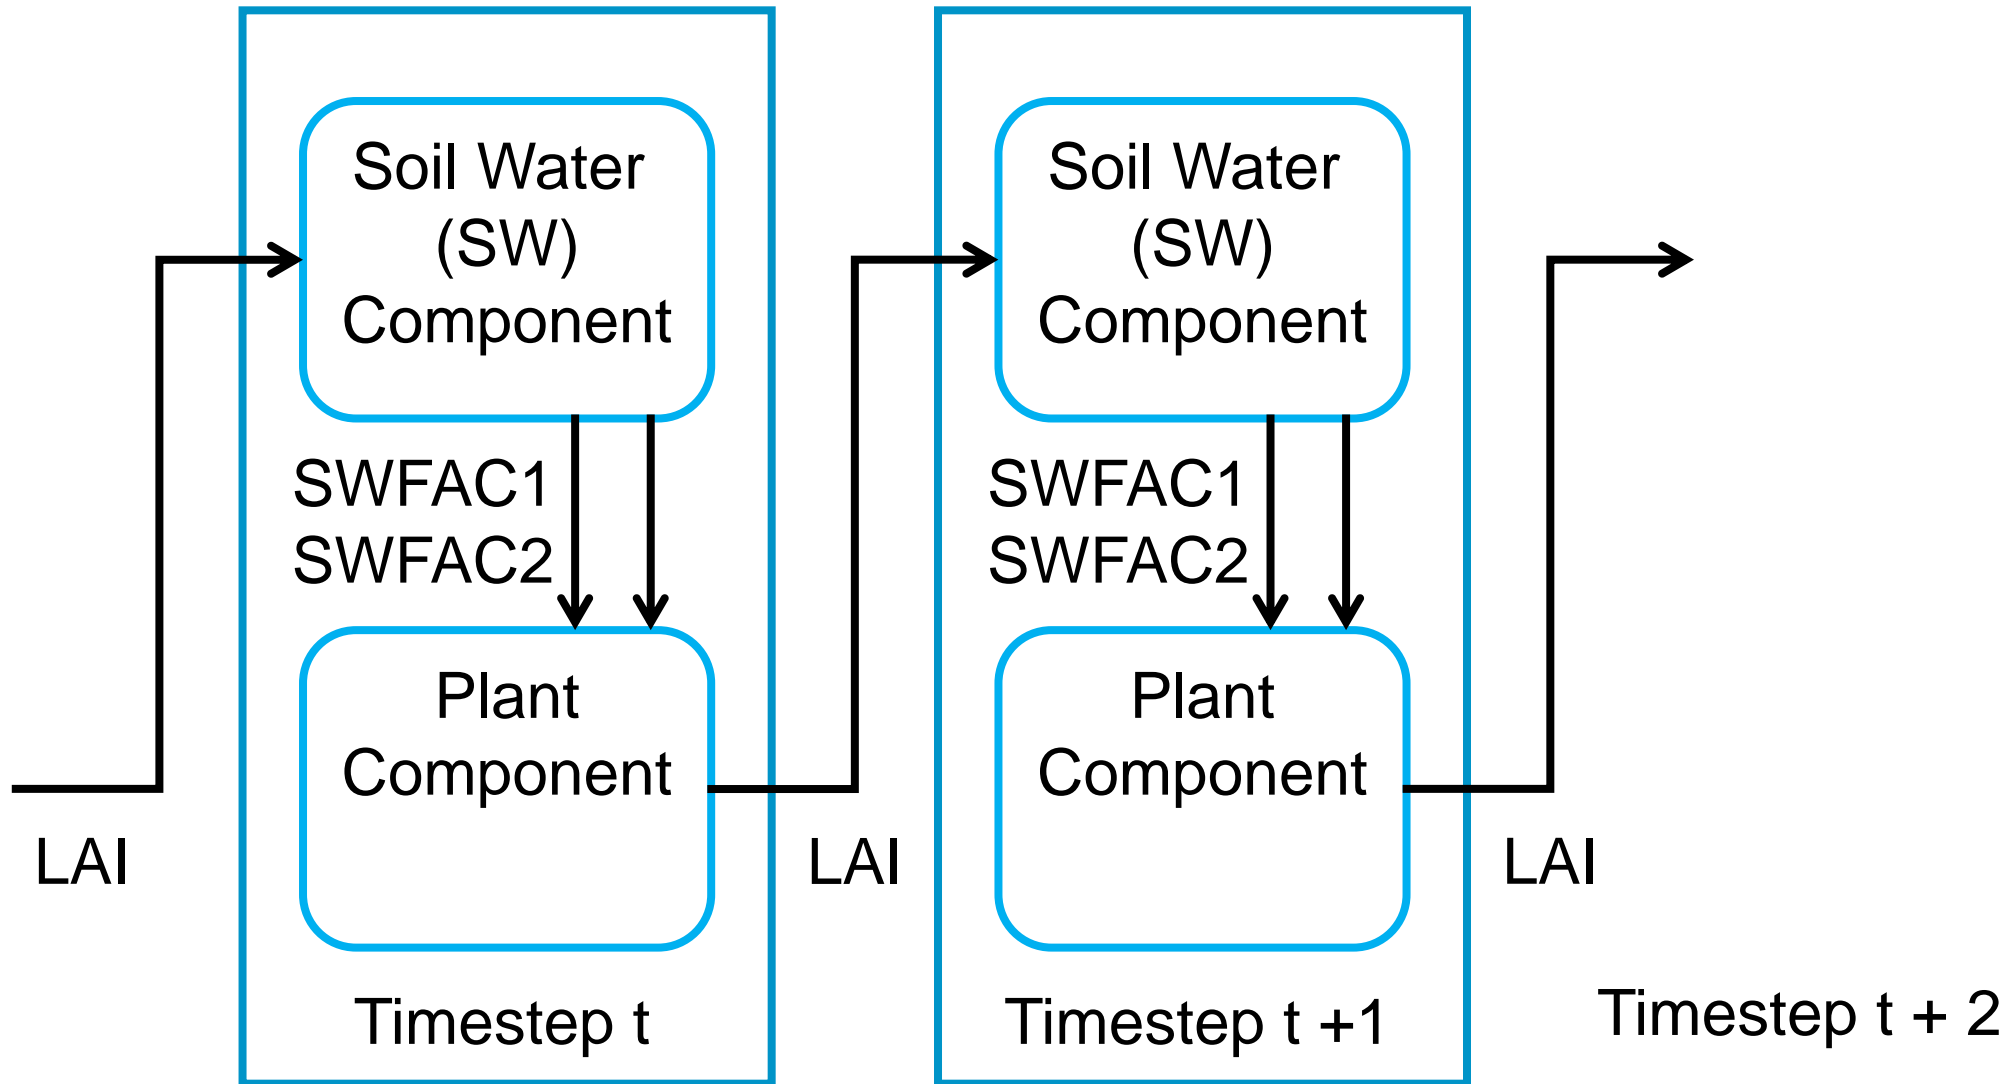 Soil Water
(SW)
Component
SWFAC1
SWFAC2
Plant
Component
LAI
Timestep t
LAI
Soil Water
(SW)
Component
SWFAC1
SWFAC2
Plant
Component
Timestep t +1
LAI
Timestep t + 2